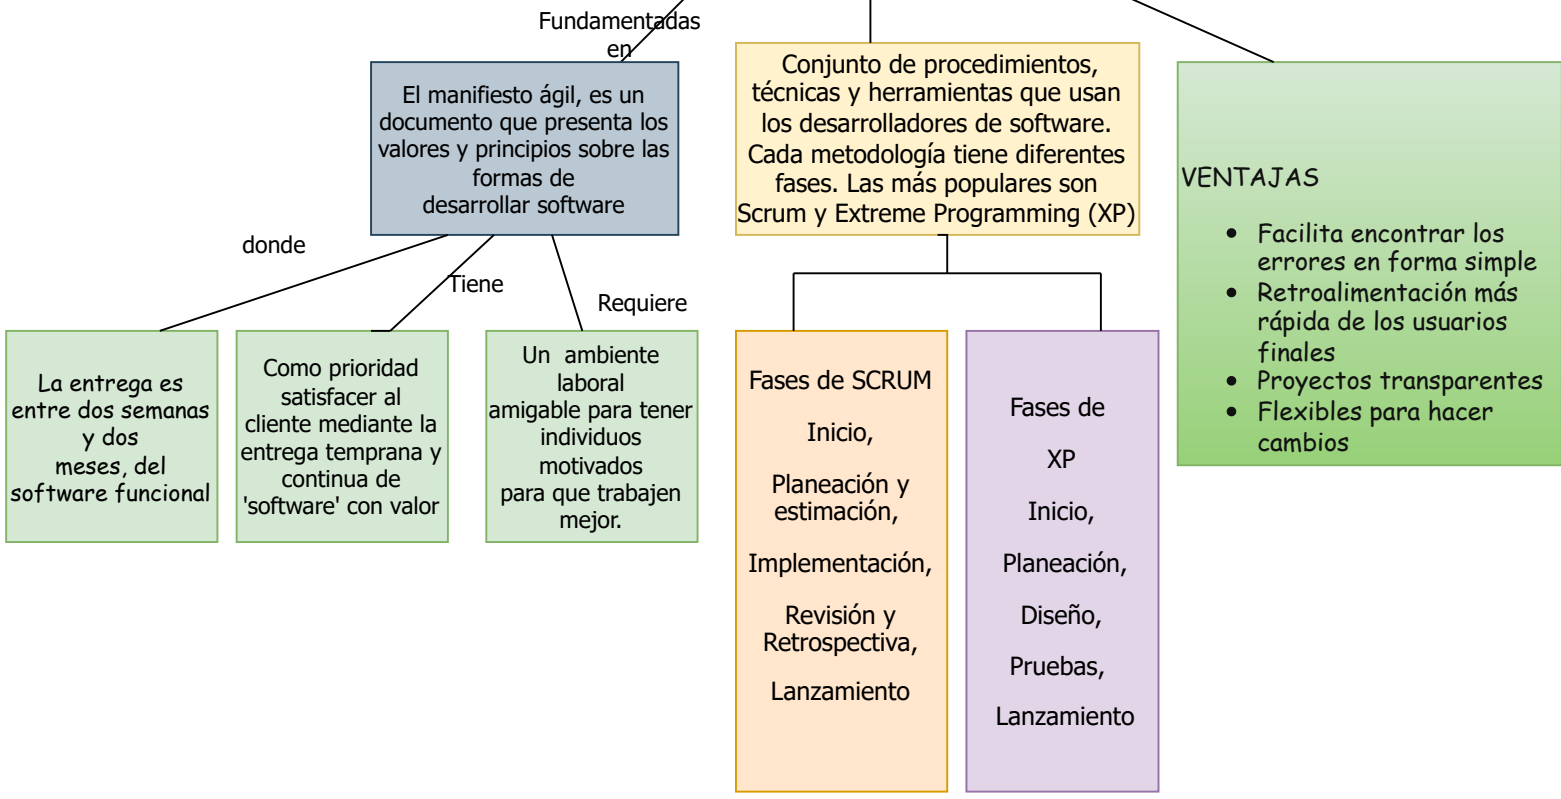 Fundamentadas
en
El manifiesto ágil, es un
documento que presenta los
valores y principios sobre las
formas de
desarrollar software
donde
Tiene
Requiere
La entrega es
entre dos semanas
y dos
meses, del
software funcional
Como prioridad
satisfacer al
cliente mediante la
entrega temprana y
continua de
'software' con valor
Un  ambiente
laboral
amigable para tener
individuos
motivados
para que trabajen
mejor.
Conjunto de procedimientos,
técnicas y herramientas que usan
los desarrolladores de software.
Cada metodología tiene diferentes
fases. Las más populares son
Scrum y Extreme Programming (XP)
Fases de SCRUM
Inicio,
Planeación y
estimación,
Implementación,
Revisión y
Retrospectiva,
Lanzamiento
Fases de
XP
Inicio,
Planeación,
Diseño,
Pruebas,
Lanzamiento
VENTAJAS
• Facilita encontrar los
errores en forma simple
• Retroalimentación más
rápida de los usuarios
finales
• Proyectos transparentes
• Flexibles para hacer
cambios